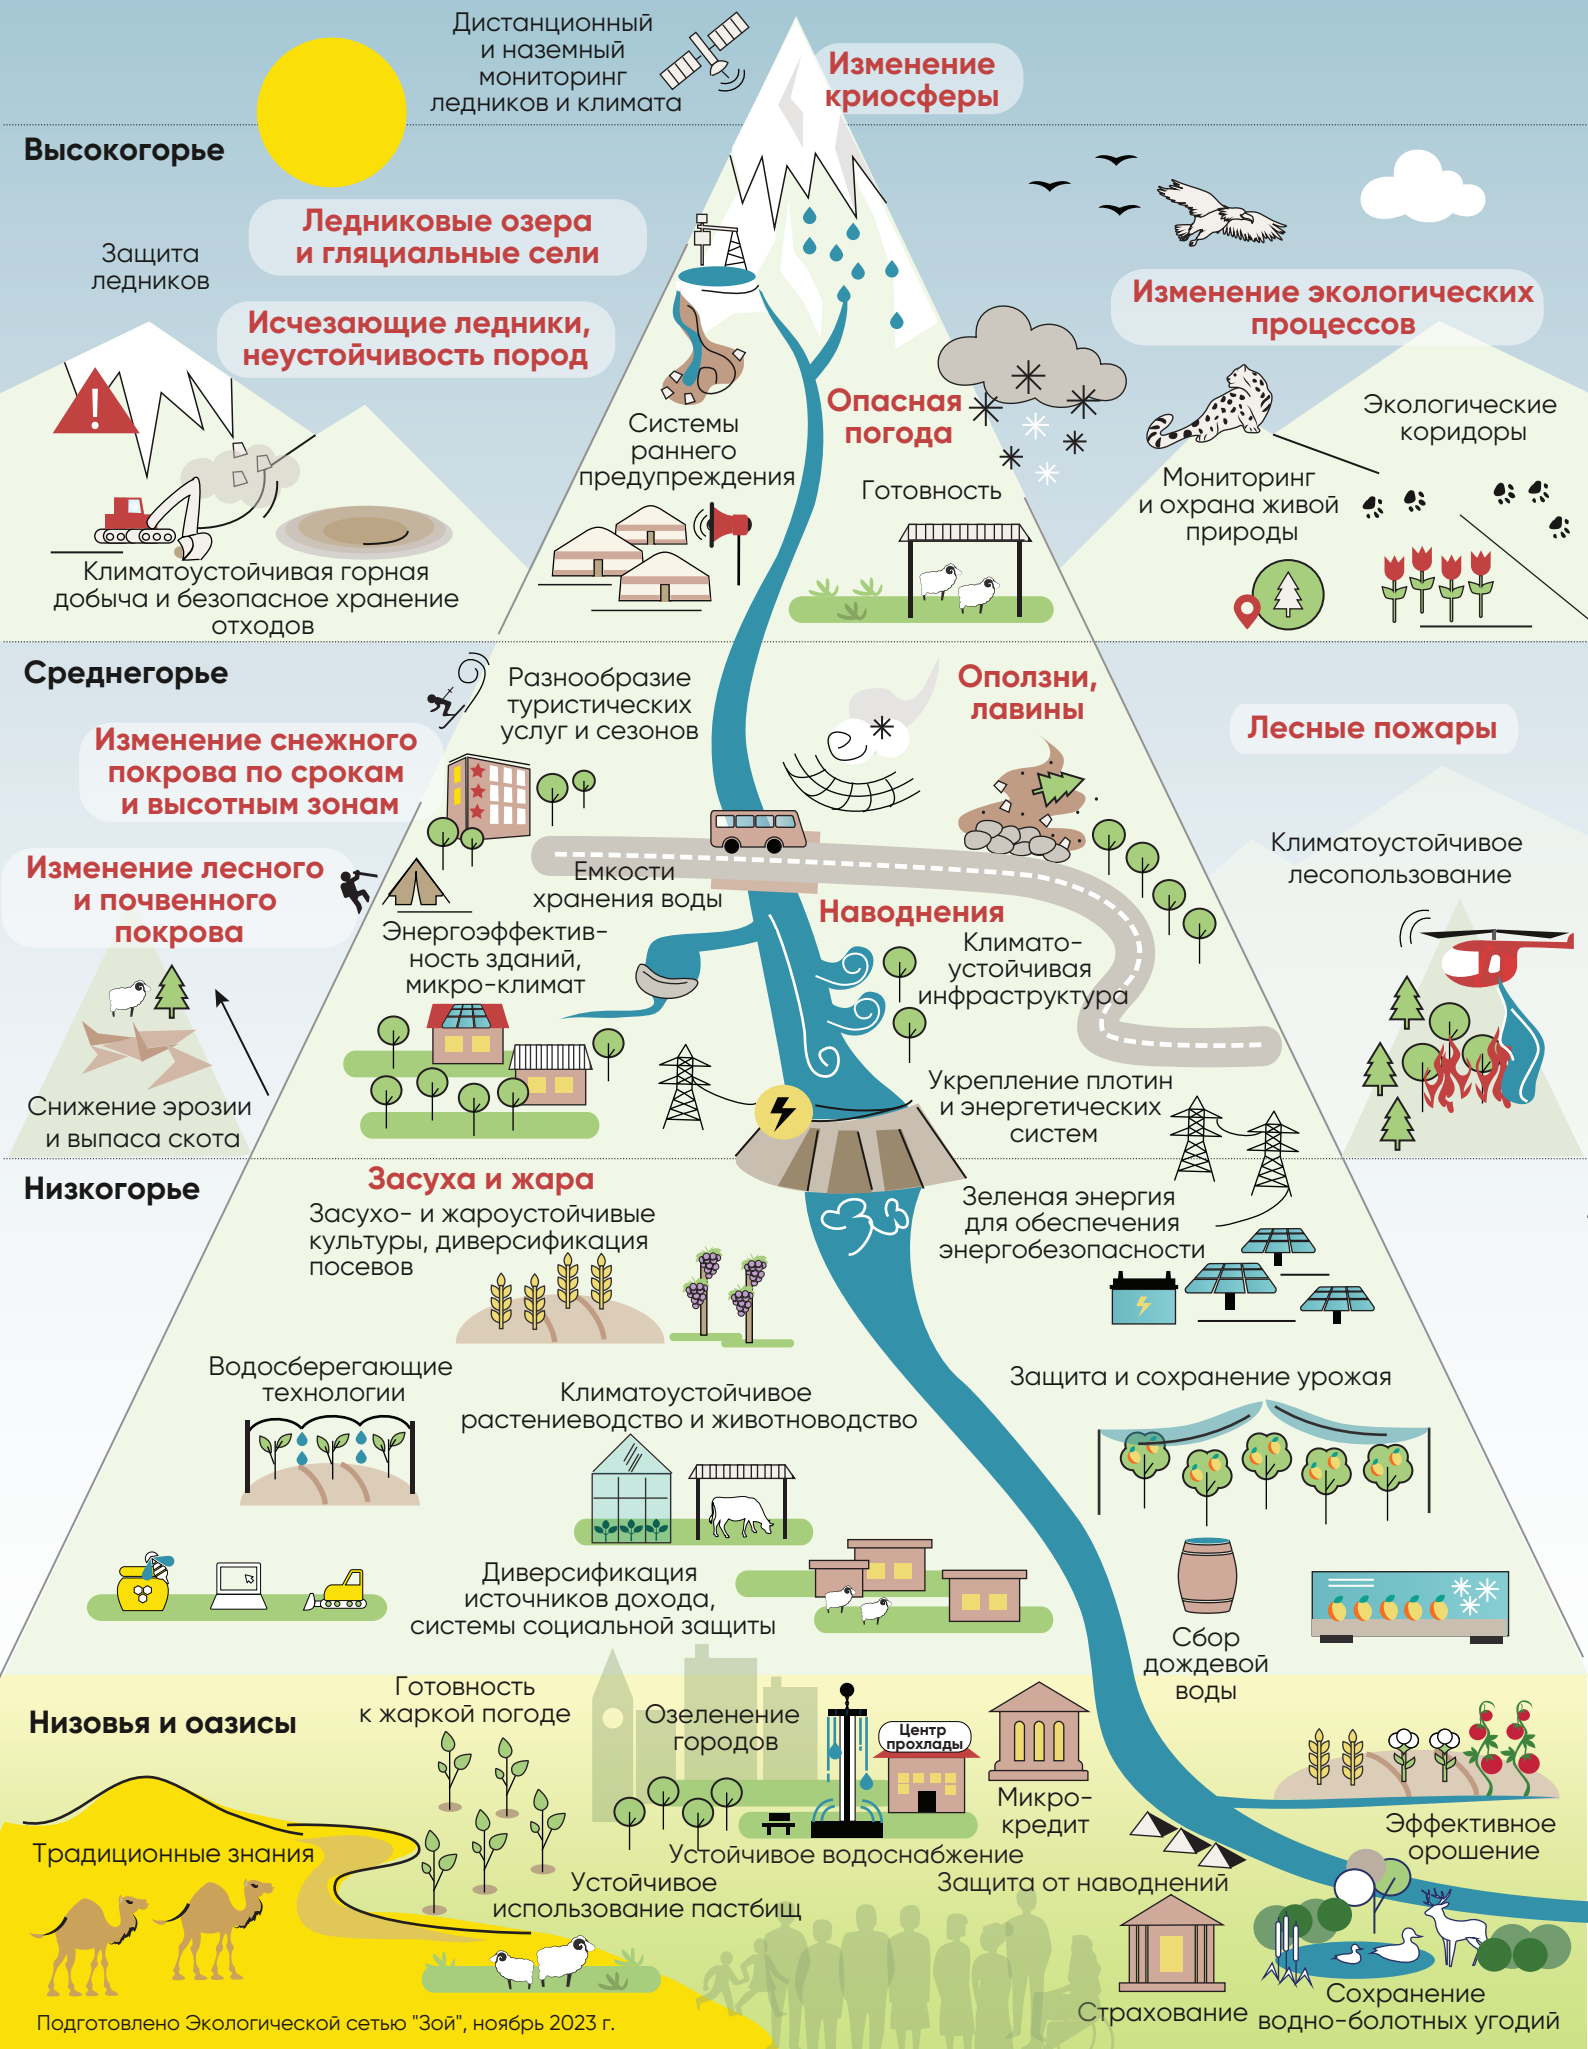 Дистанционный
и наземный
мониторинг
ледников и климата
Изменение
криосферы
Высокогорье
Ледниковые озера
и гляциальные сели
Защита
ледников
Исчезающие ледники,
неустойчивость пород
Изменение экологических
процессов
!
Системы
раннего
предупреждения
Опасная
погода
Готовность
Экологические
коридоры
Мониторинг
и охрана живой
природы
Климатоустойчивая горная
добыча и безопасное хранение
отходов
Среднегорье
Разнообразие
туристических
услуг и сезонов
Оползни,
лавины
Лесные пожары
Изменение снежного
покрова по срокам
и высотным зонам
Изменение лесного
и почвенного
покрова
Емкости
хранения воды
Климатоустойчивое
лесопользование
Наводнения
Энергоэффектив-
ность зданий,
микро-климат
Климато-
устойчивая
инфраструктура
Снижение эрозии
и выпаса скота
Укрепление плотин
и энергетических
систем
Низкогорье
Засуха и жара
Засухо- и жароустойчивые
культуры, диверсификация
посевов
Зеленая энергия
для обеспечения
энергобезопасности
Водосберегающие
технологии
Климатоустойчивое
растениеводство и животноводство
Защита и сохранение урожая
Диверсификация
источников дохода,
системы социальной защиты
Сбор
дождевой
воды
Низовья и оазисы
Готовность
к жаркой погоде
Озеленение
городов
Центр
прохлады
Микро-
кредит
Эффективное
орошение
Традиционные знания
Устойчивое водоснабжение
Устойчивое
использование пастбищ
Защита от наводнений
Страхование
Сохранение
водно-болотных угодий
Подготовлено Экологической сетью "Зой", ноябрь 2023 г.